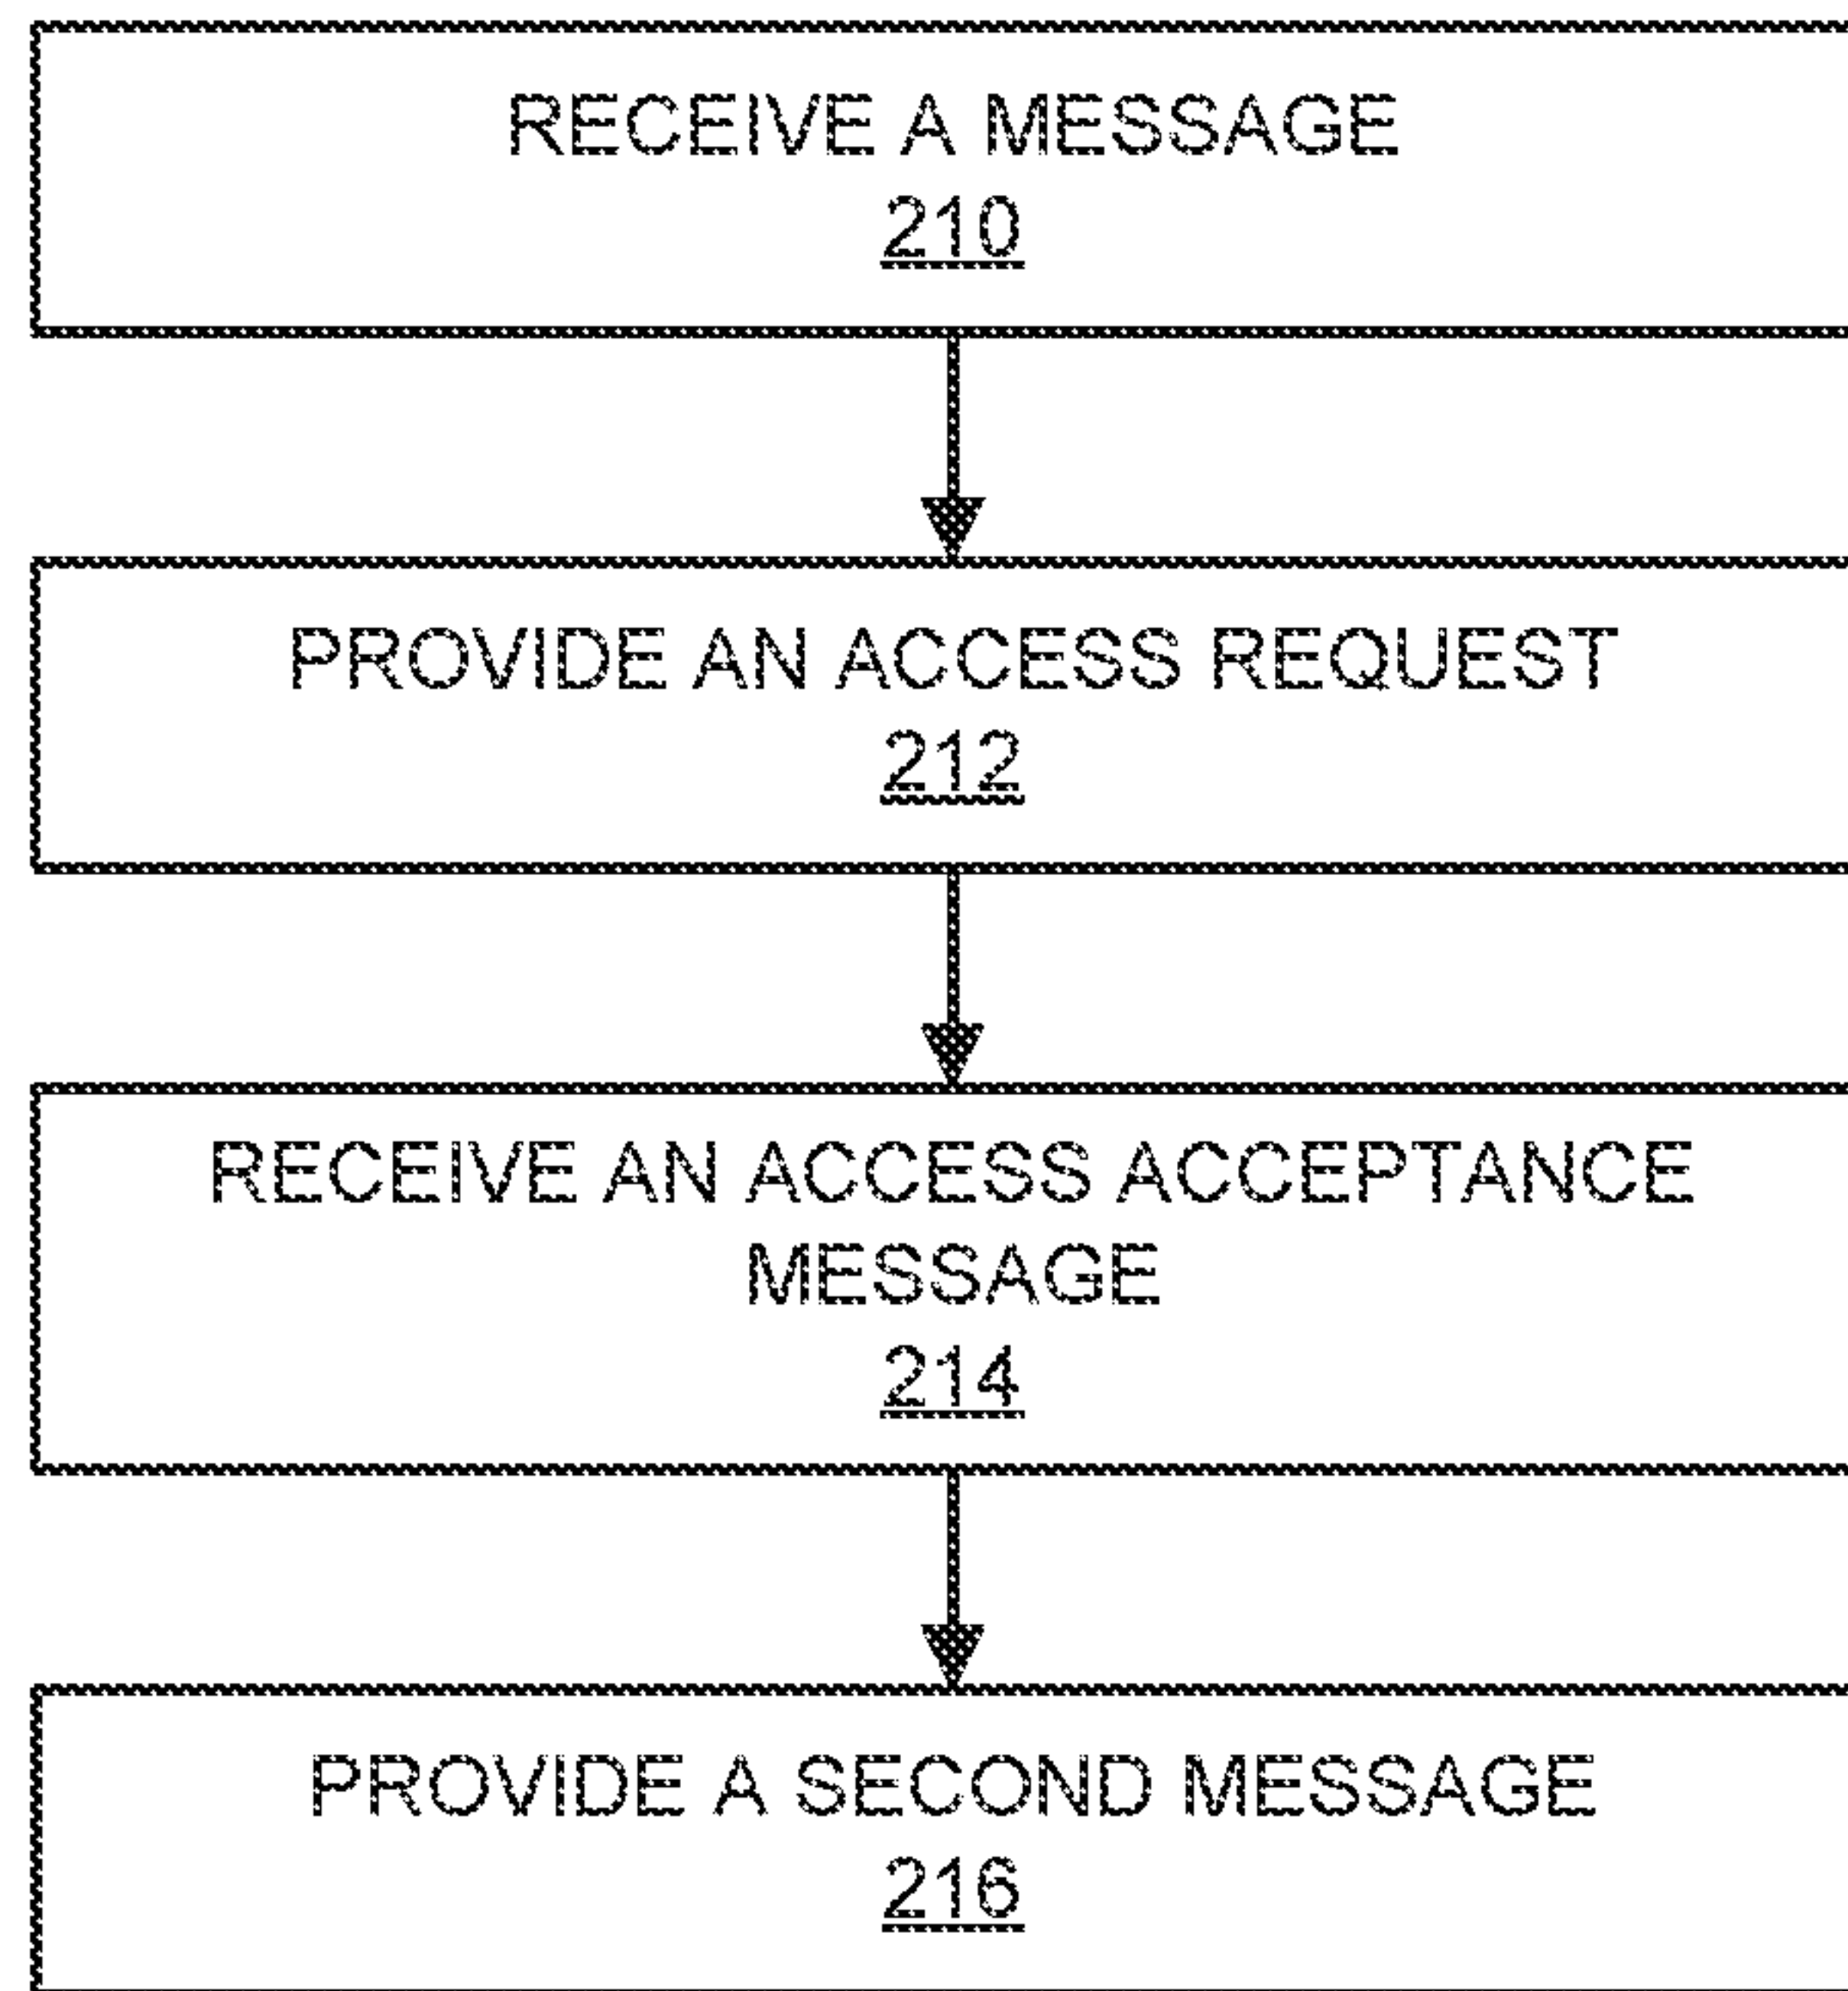 RECEIVE A MESSAGE
210
PROVIDE AN ACCESS REQUEST
212
RECEIVE AN ACCESS ACCEPTANCE
MESSAGE
214
PROVIDE A SECOND MESSAGE
216